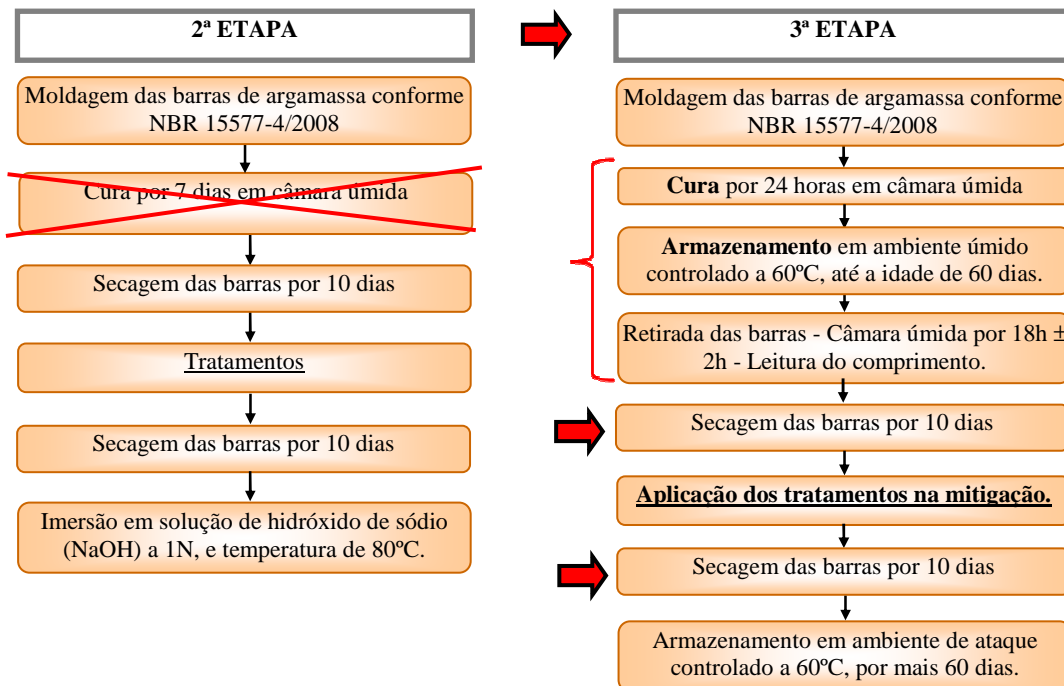 2ª ETAPA
Moldagem das barras de argamassa conforme
NBR 15577-4/2008
Cura por 7 dias em câmara úmida
Secagem das barras por 10 dias
Tratamentos
Secagem das barras por 10 dias
Imersão em solução de hidróxido de sódio
(NaOH) a 1N, e temperatura de 80ºC.
3ª ETAPA
Moldagem das barras de argamassa conforme
NBR 15577-4/2008
Cura por 24 horas em câmara úmida
Armazenamento em ambiente úmido
controlado a 60ºC, até a idade de 60 dias.
Retirada das barras - Câmara úmida por 18h ±
2h - Leitura do comprimento.
Secagem das barras por 10 dias
Aplicação dos tratamentos na mitigação.
Secagem das barras por 10 dias
Armazenamento em ambiente de ataque
controlado a 60ºC, por mais 60 dias.